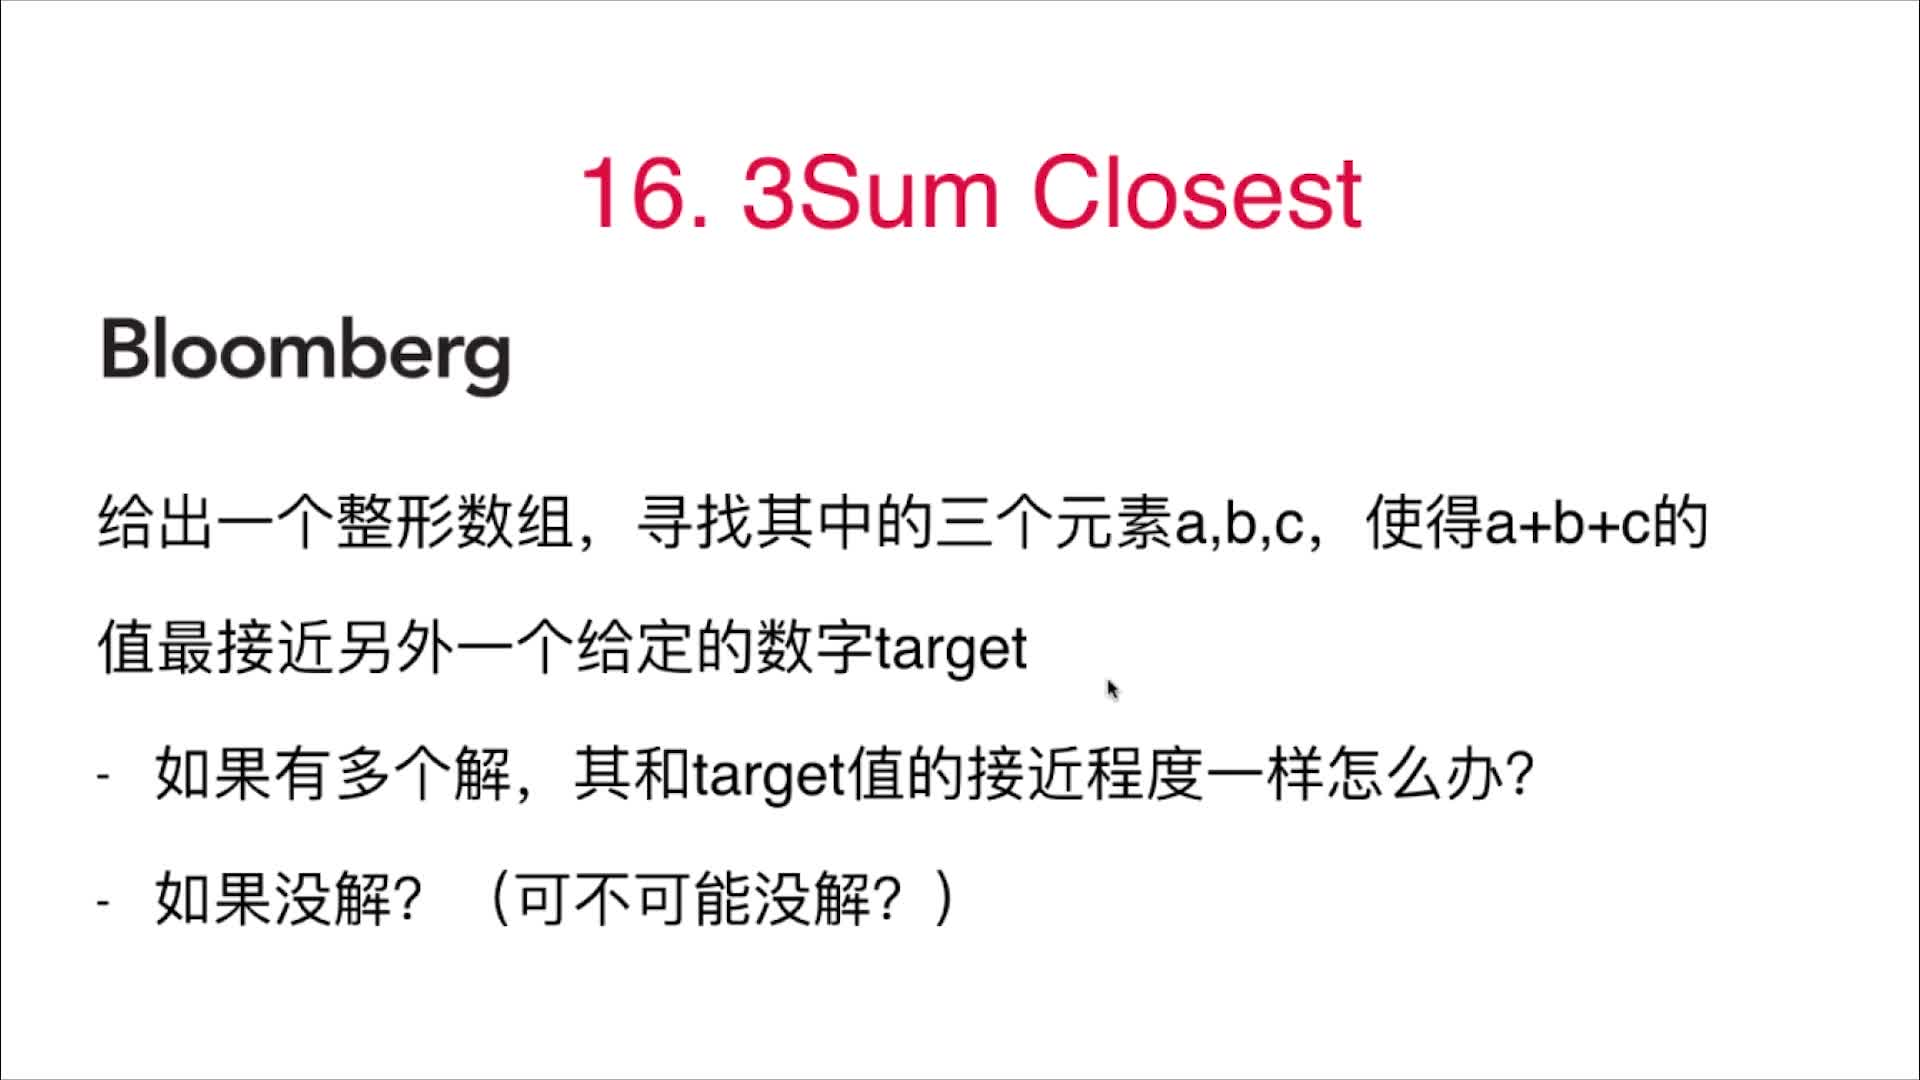 16. 3Sum Closest
Bloomberg
给出一个整形数组，寻找其中的三个元素a,b,c，使得a+b+c的
值最接近另外一个给定的数字target
- 如果有多个解，其和target值的接近程度一样怎么办？
- 如果没解？（可不可能没解？）